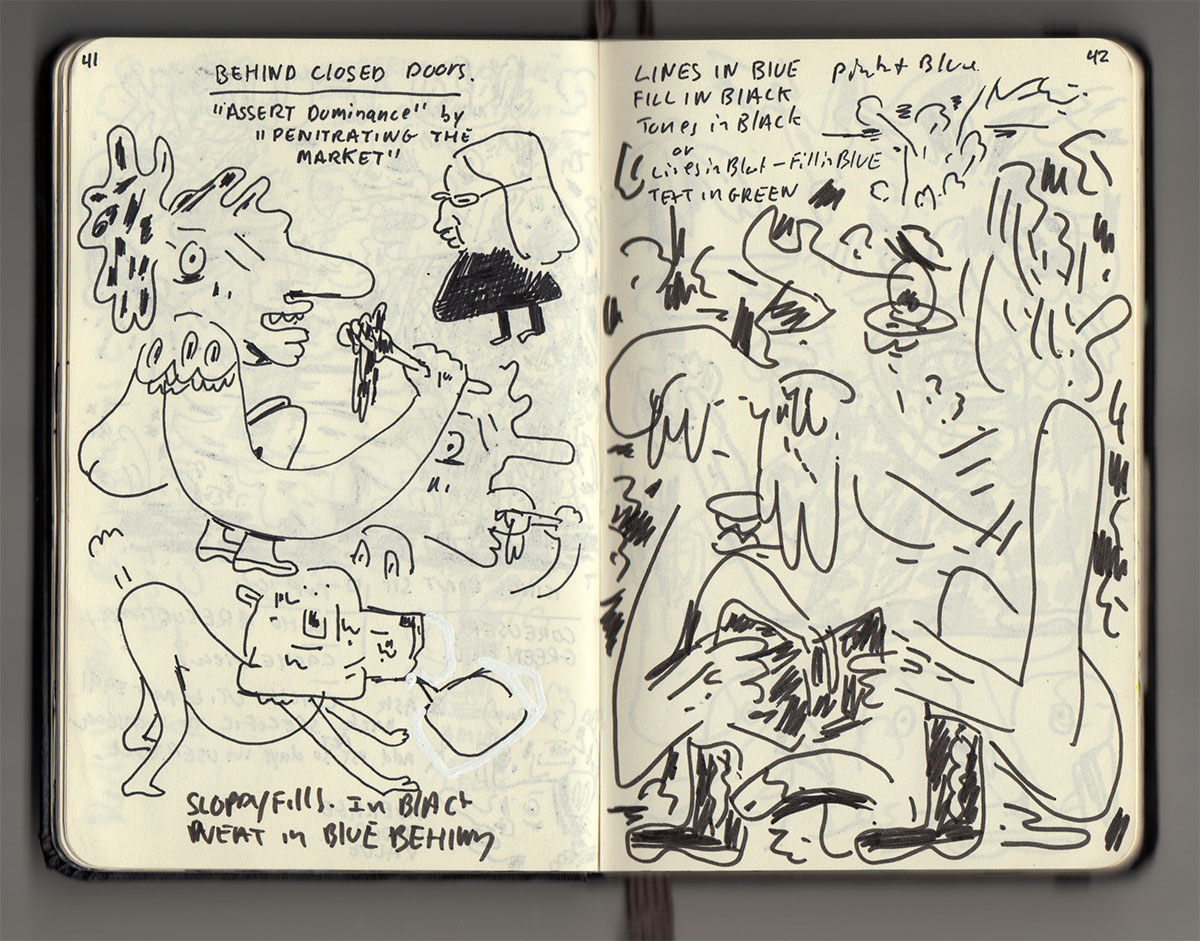 41
BEHIND CLOSED DOORS.
"ASSERT Dominance" by
"PENITRATING THE
MARKET"
SLOPPY FILLS. In BLACK
NEAT in BLUE BEHIND
42
LINES IN BLUE
FILL IN BLACK
Tones in BLACK
or
Lines in Black - Fill in BLUE
TEXT IN GREEN
pink + Blue